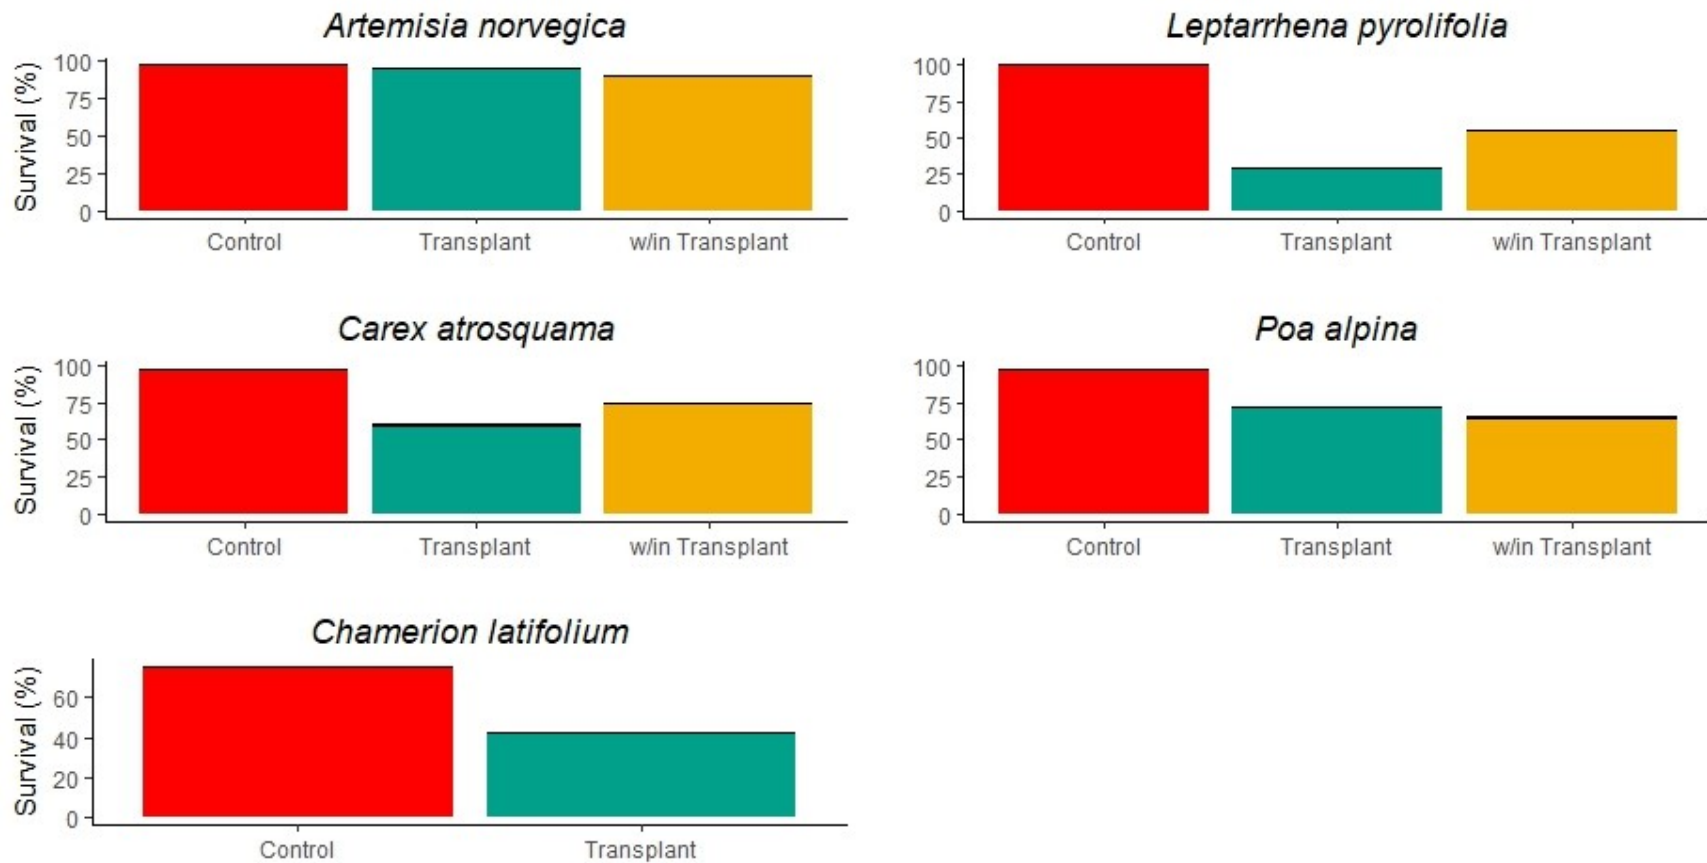 Artemisia norvegica
Survival (%)
100
75
50
25
0
Control Transplant w/in Transplant
Leptarrhena pyrolifolia
100
75
50
25
0
Control Transplant w/in Transplant
Carex atrosquama
Survival (%)
100
75
50
25
0
Control Transplant w/in Transplant
Poa alpina
100
75
50
25
0
Control Transplant w/in Transplant
Chamerion latifolium
Survival (%)
60
40
20
0
Control Transplant